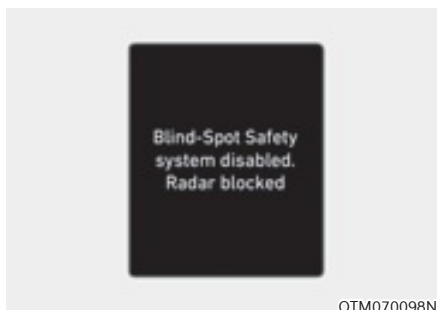 Blind-Spot Safety
system disabled.
Radar blocked
OTM070098N